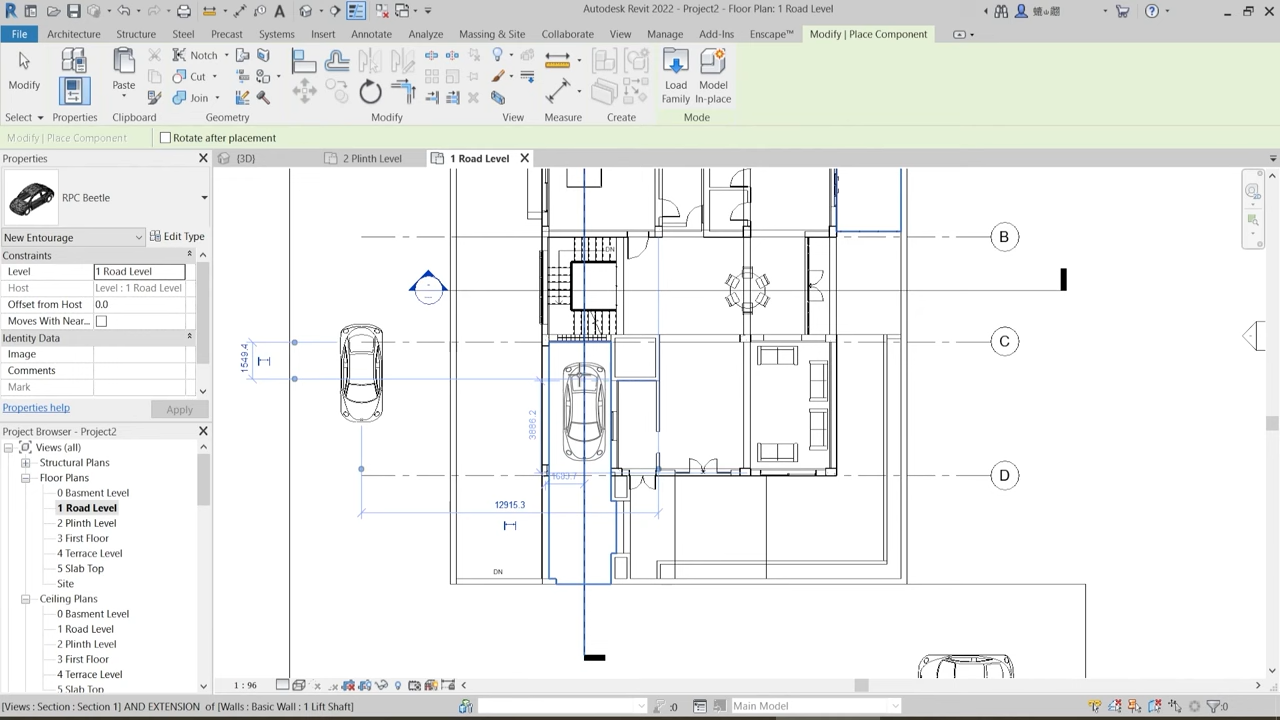 Autodesk Revit 2022 - Project2 - Floor Plan: 1 Road Level
File Architecture Structure Steel Precast Systems Insert Annotate Analyze Massing & Site Collaborate View Manage Add-Ins Enscape™ Modify | Place Component
Modify Paste Notch Cut Join Load Family Model In-place
Select Properties Clipboard Geometry Modify View Measure Create Mode
Modify | Place Component Rotate after placement
Properties {3D} 2 Plinth Level 1 Road Level
RPC Beetle
New Entourage Edit Type
Constraints
Level 1 Road Level
Host Level : 1 Road Level
Offset from Host 0.0
Moves With Near...
Identity Data
Image
Comments
Mark
Properties help Apply
Project Browser - Project2
Views (all)
Structural Plans
Floor Plans
0 Basment Level
1 Road Level
2 Plinth Level
3 First Floor
4 Terrace Level
5 Slab Top
Site
Ceiling Plans
0 Basment Level
1 Road Level
2 Plinth Level
3 First Floor
4 Terrace Level
5 Slab Top
B
DN
C
1549.4
3886.2
D
12915.3
DN
1 : 96
[Views : Section : Section 1] AND EXTENSION of [Walls : Basic Wall : 1 Lift Shaft] :0 Main Model :0